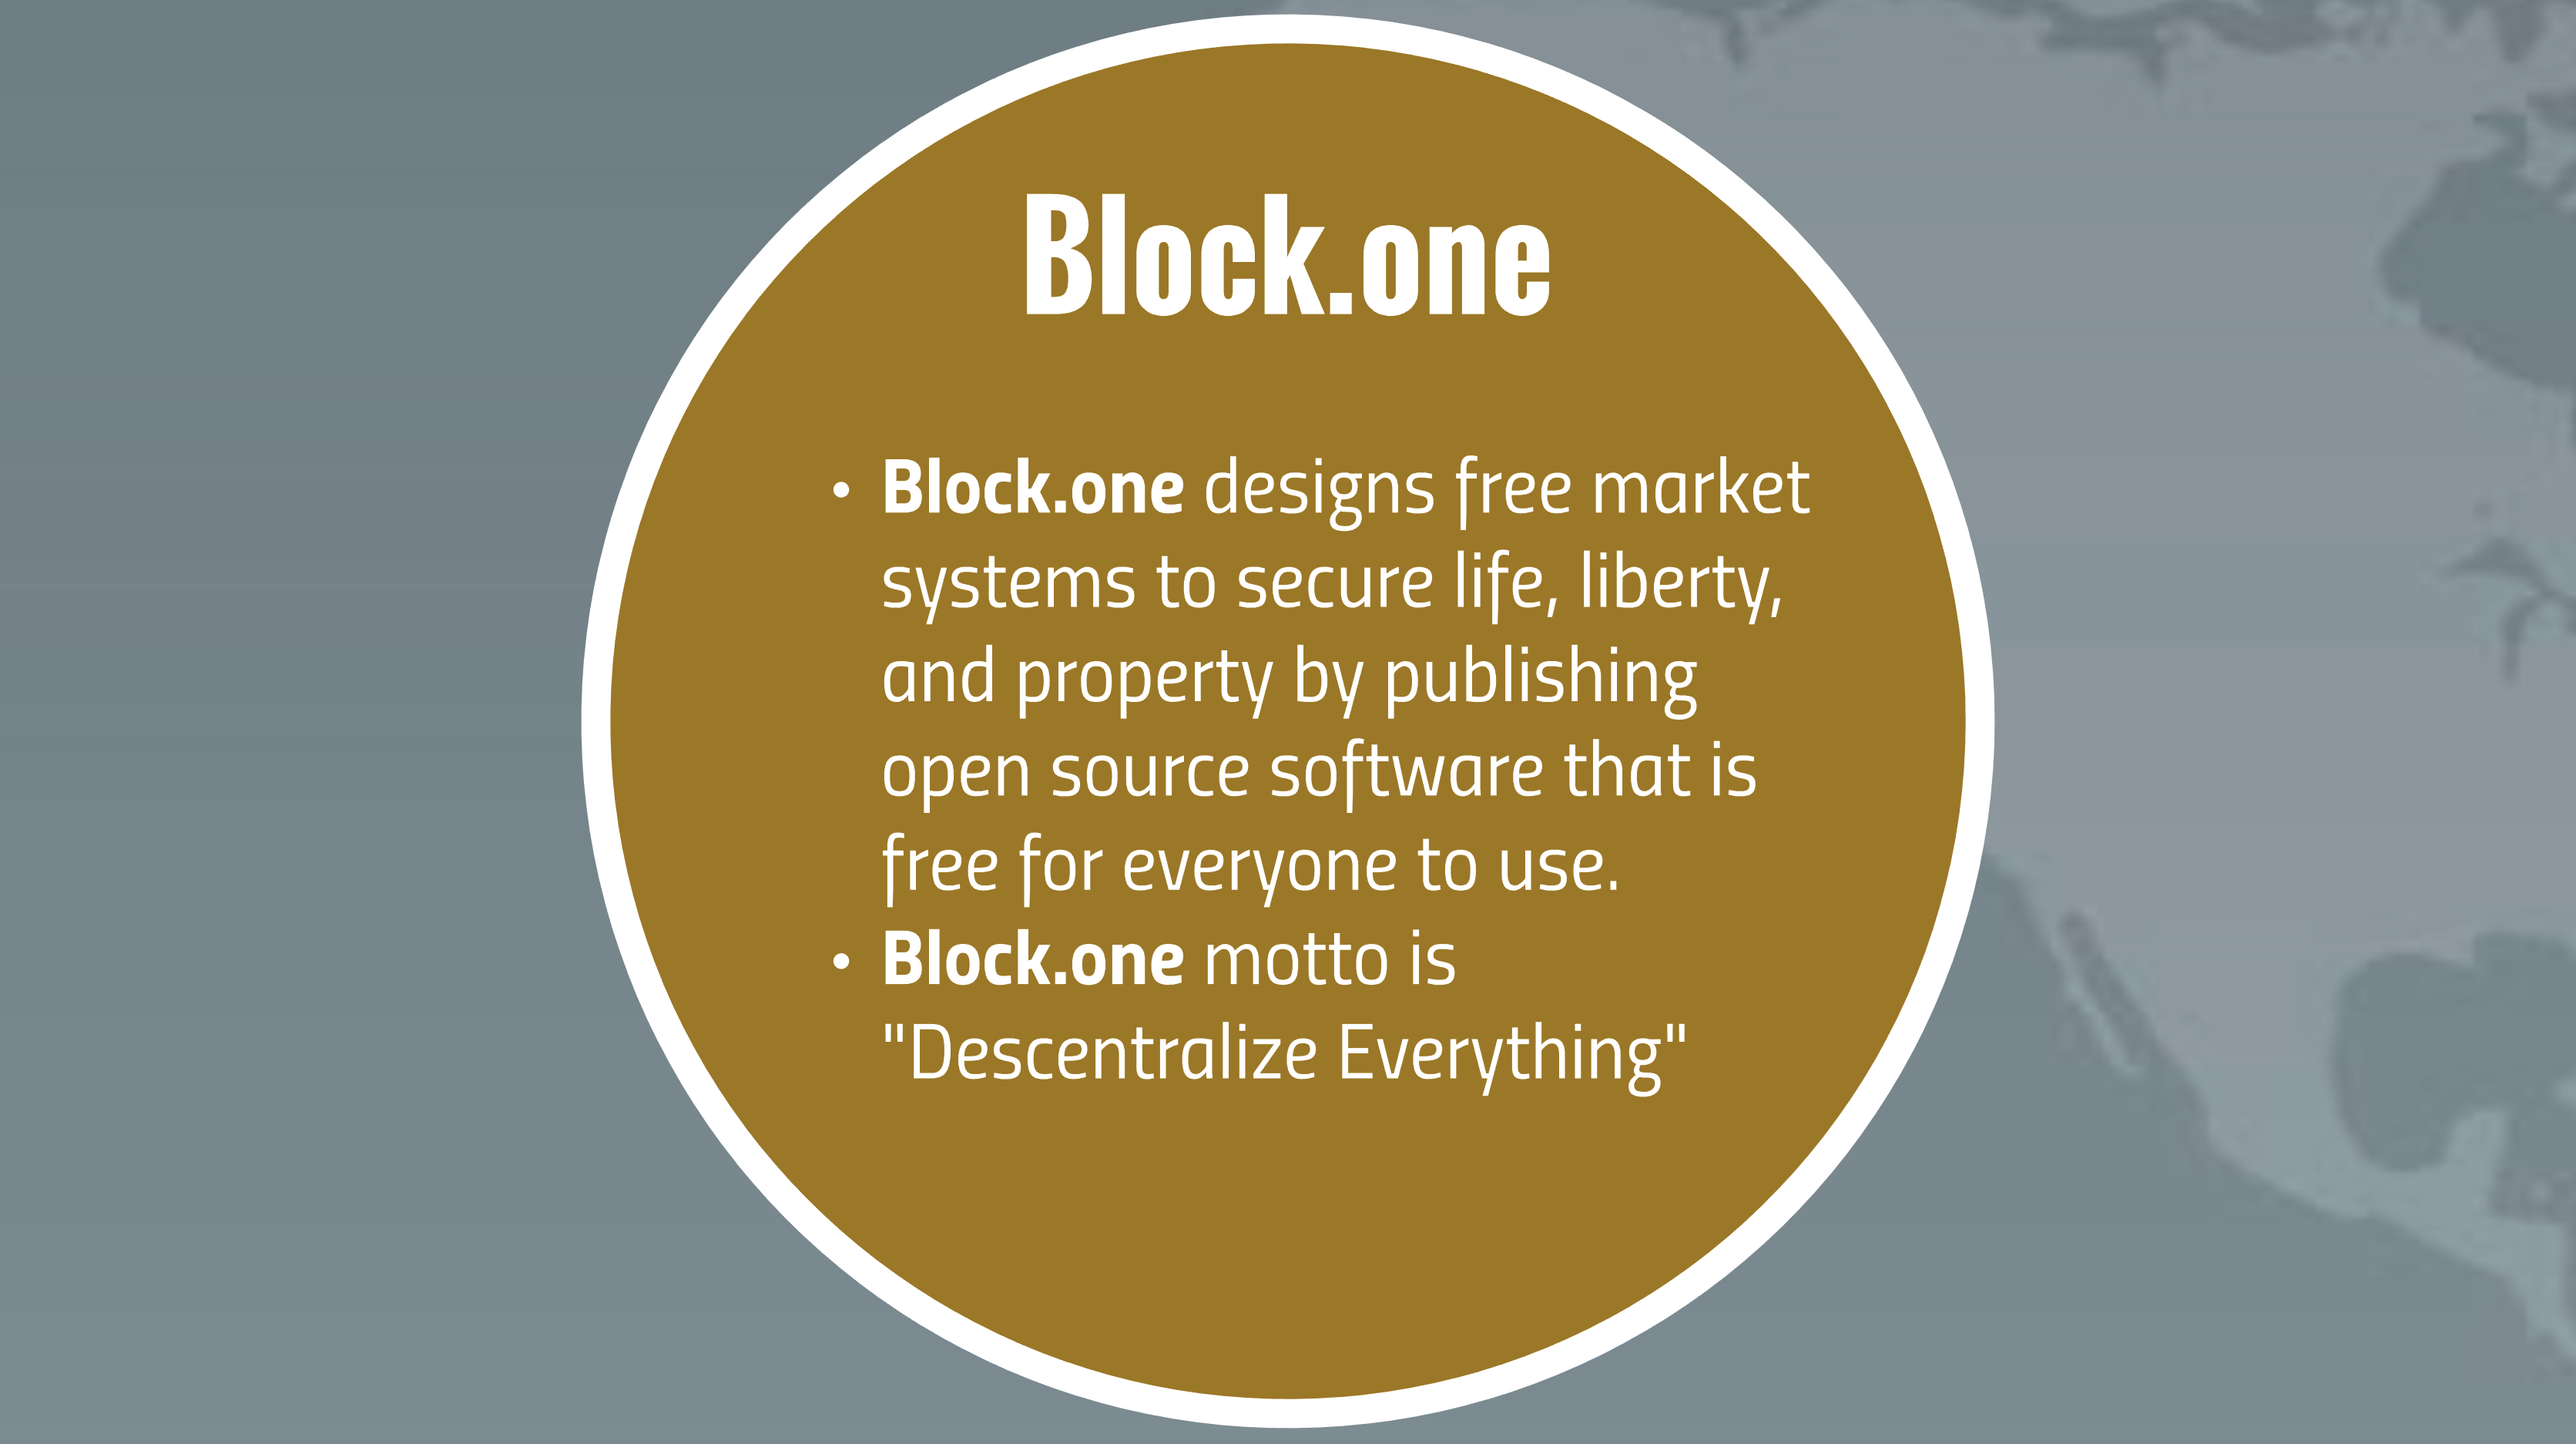 Block.one
• Block.one designs free market
systems to secure life, liberty,
and property by publishing
open source software that is
free for everyone to use.
• Block.one motto is
"Descentralize Everything"